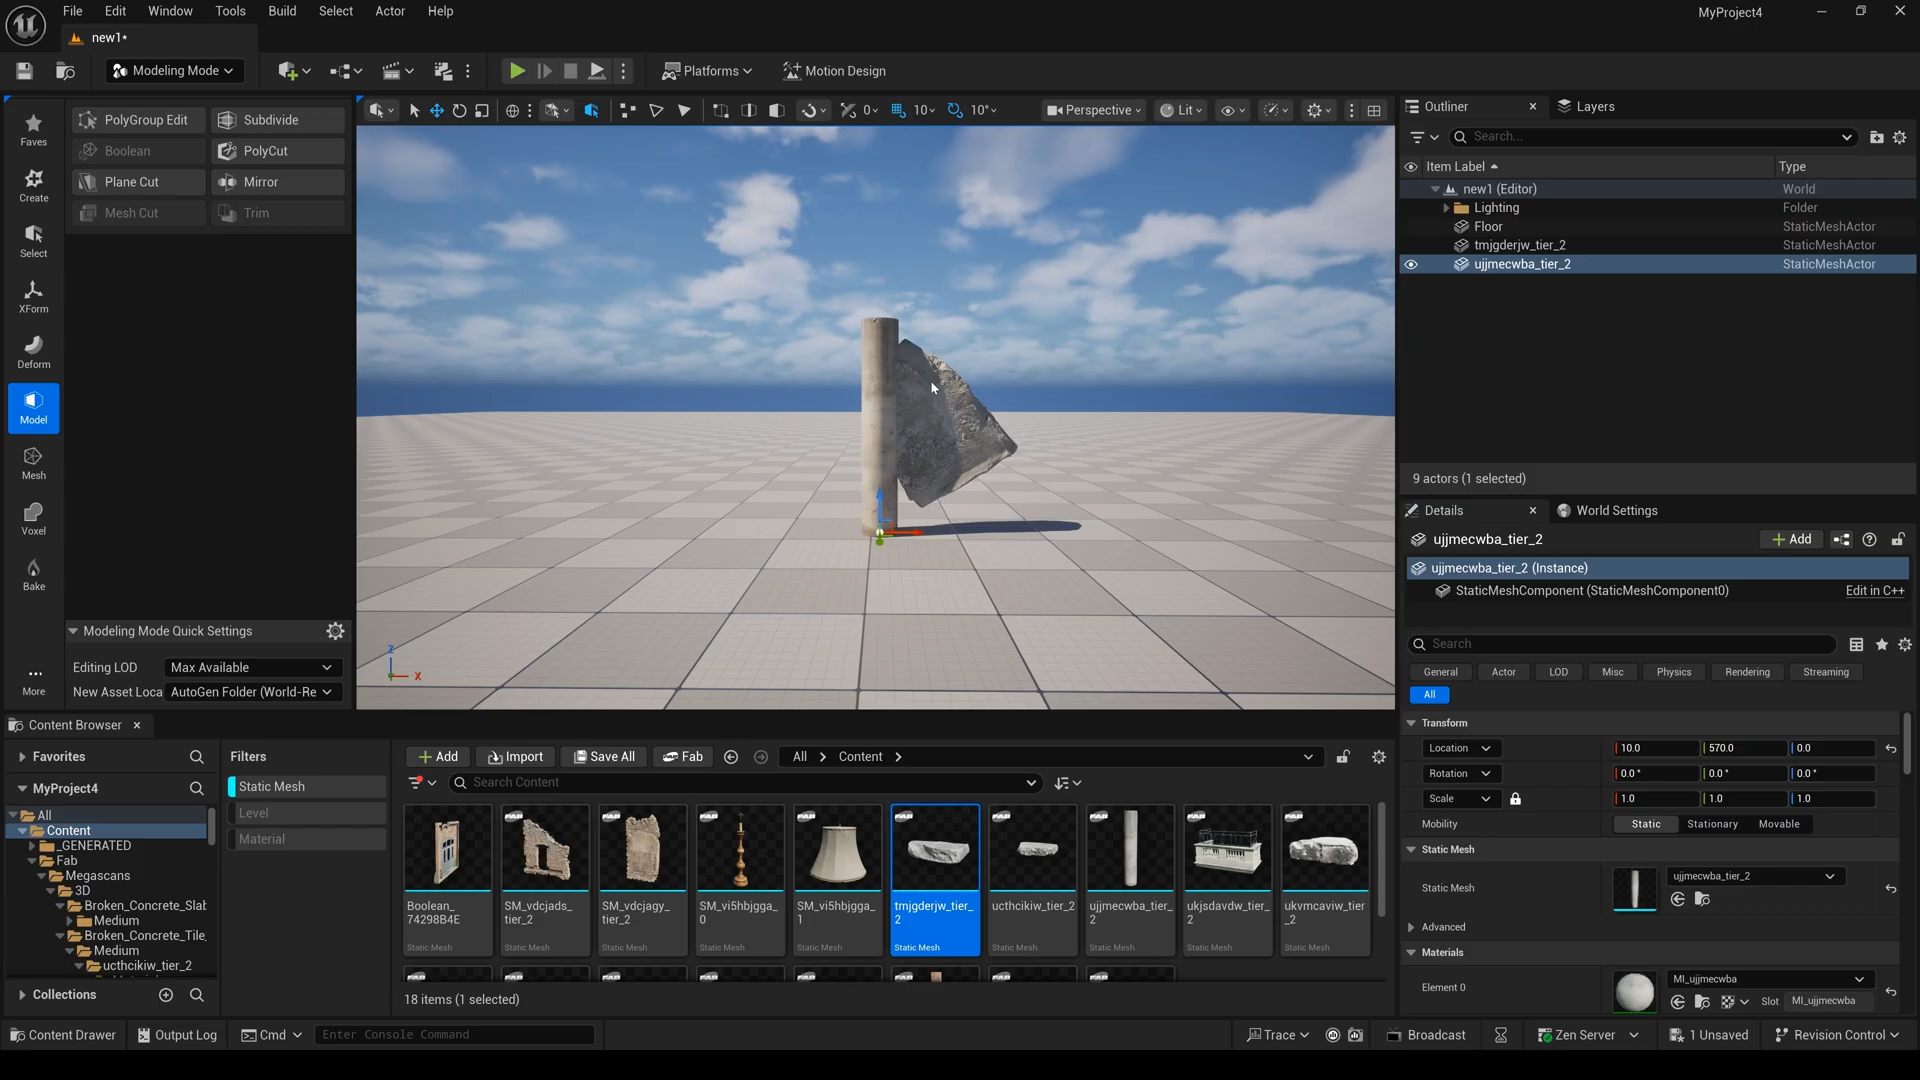 File Edit Window Tools Build Select Actor Help
MyProject4
new1*
Modeling Mode
Platforms
Motion Design
Faves
Create
Select
XForm
Deform
Model
Mesh
Voxel
Bake
More
PolyGroup Edit
Subdivide
Boolean
PolyCut
Plane Cut
Mirror
Mesh Cut
Trim
Modeling Mode Quick Settings
Editing LOD Max Available
New Asset Loca AutoGen Folder (World-Re
0
10
10°
Perspective
Lit
Z
X
Outliner
Layers
Search...
Item Label Type
new1 (Editor) World
Lighting Folder
Floor StaticMeshActor
tmjgderjw_tier_2 StaticMeshActor
ujjmecwba_tier_2 StaticMeshActor
9 actors (1 selected)
Details
World Settings
ujjmecwba_tier_2
Add
ujjmecwba_tier_2 (Instance)
StaticMeshComponent (StaticMeshComponent0) Edit in C++
Search
General Actor LOD Misc Physics Rendering Streaming
All
Transform
Location 10.0 570.0 0.0
Rotation 0.0 ° 0.0 ° 0.0 °
Scale 1.0 1.0 1.0
Mobility Static Stationary Movable
Static Mesh
Static Mesh ujjmecwba_tier_2
Advanced
Materials
Element 0 MI_ujjmecwba
Slot MI_ujjmecwba
Content Browser
Favorites
MyProject4
All
Content
_GENERATED
Fab
Megascans
3D
Broken_Concrete_Slab
Medium
Broken_Concrete_Tile_
Medium
ucthcikiw_tier_2
Collections
Filters
Static Mesh
Level
Material
Add Import Save All Fab All Content
Search Content
Boolean_
74298B4E
Static Mesh
SM_vdcjads_
tier_2
Static Mesh
SM_vdcjagy_
tier_2
Static Mesh
SM_vi5hbjgga_
0
Static Mesh
SM_vi5hbjgga_
1
Static Mesh
tmjgderjw_tier_
2
Static Mesh
ucthcikiw_tier_2
Static Mesh
ujjmecwba_tier_
2
Static Mesh
ukjsdavdw_tier_
2
Static Mesh
ukvmcaviw_tier
_2
Static Mesh
18 items (1 selected)
Content Drawer Output Log Cmd Enter Console Command Trace Broadcast Zen Server 1 Unsaved Revision Control